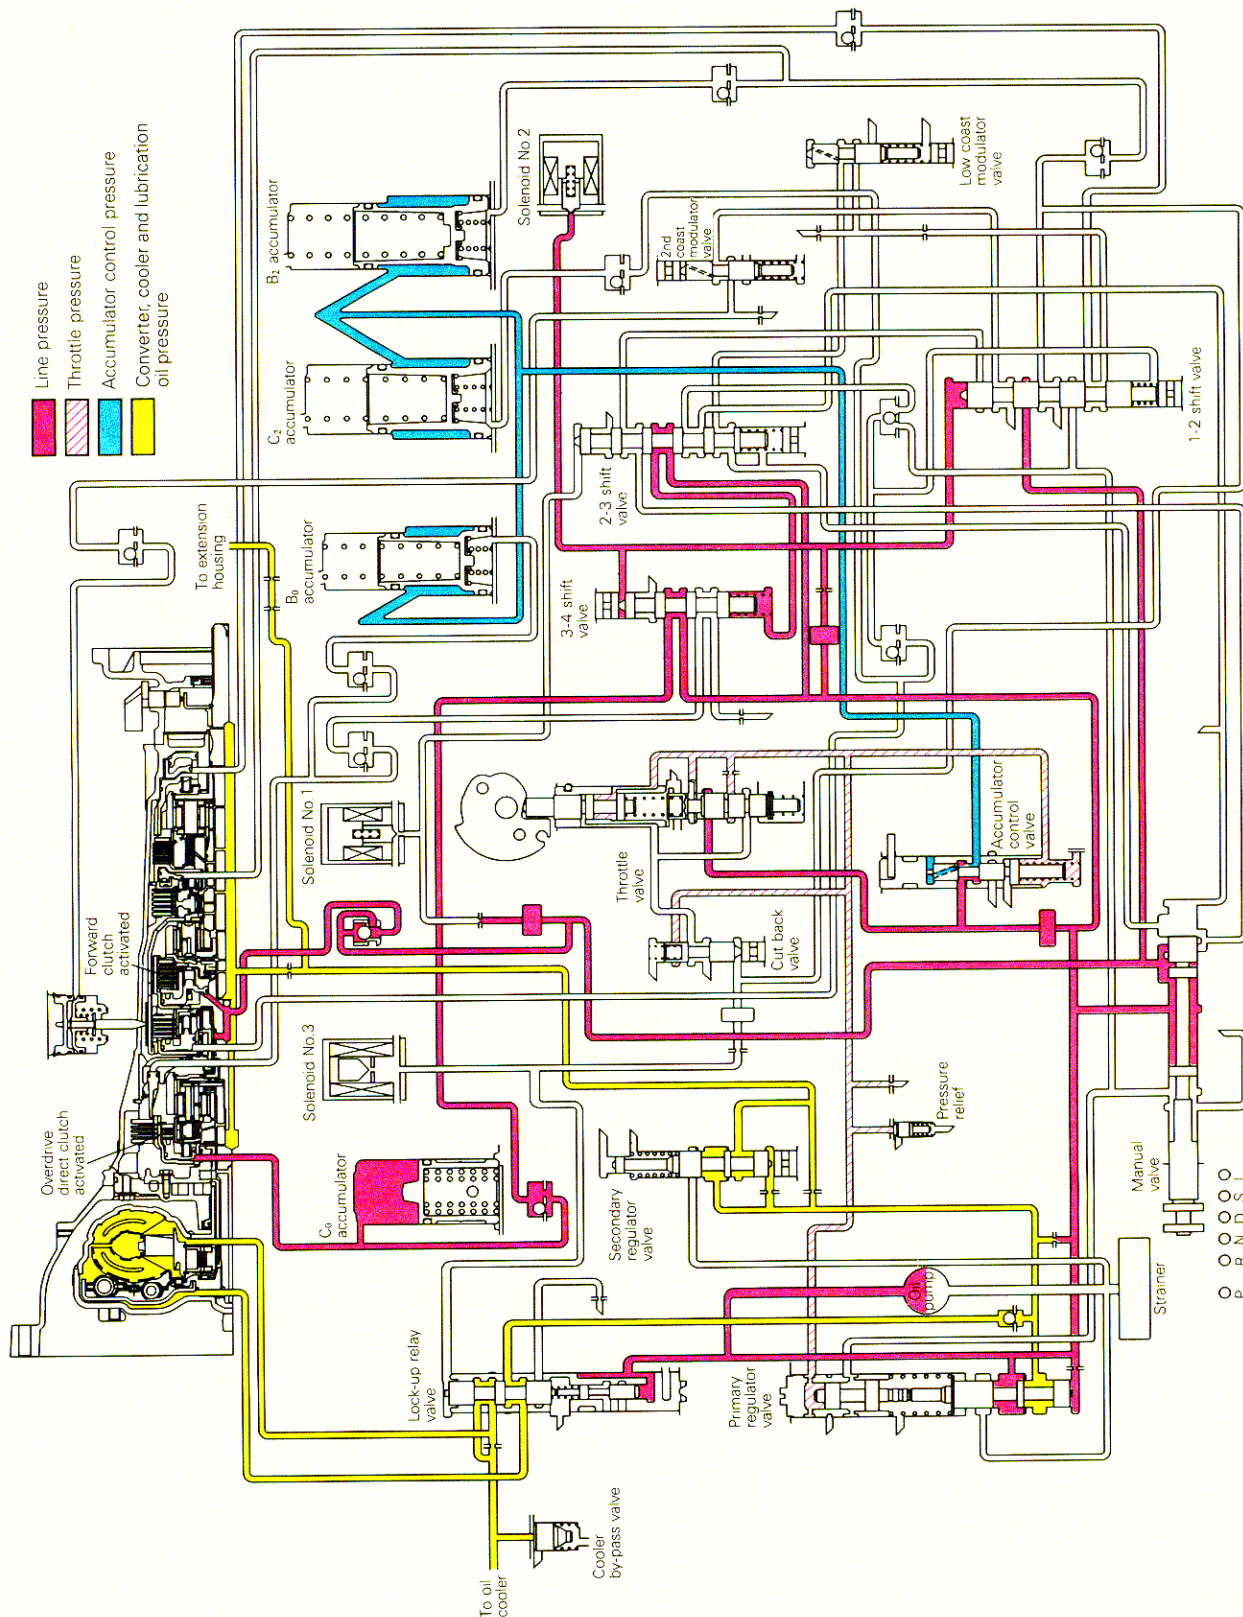 Line pressure
Throttle pressure
Accumulator control pressure
Converter, cooler and lubrication
oil pressure
B₂ accumulator
C₂
accumulator
B₀
accumulator
To extension
housing
Solenoid No.2
2nd
coast
modulator
valve
Low coast
modulator
valve
2-3 shift
valve
3-4 shift
valve
1-2 shift valve
Forward
clutch
activated
Overdrive
direct clutch
activated
Solenoid No.1
Solenoid No.3
C₀
accumulator
Throttle
valve
Cut back
valve
Accumulator
control
valve
Secondary
regulator
valve
Pressure
relief
Oil
pump
Manual
valve
P R N D S L
Strainer
Lock-up relay
valve
Primary
regulator
valve
To oil
cooler
Cooler
by-pass valve